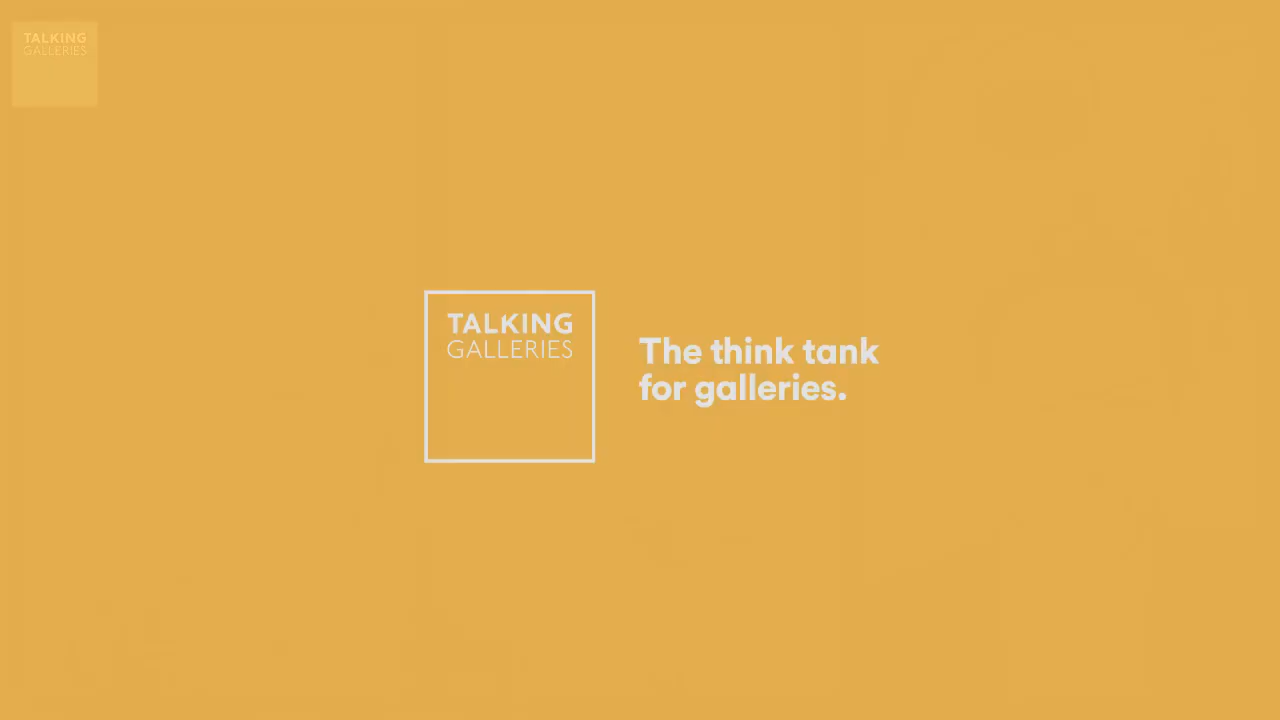 TALKING
GALLERIES
TALKING
GALLERIES
The think tank
for galleries.